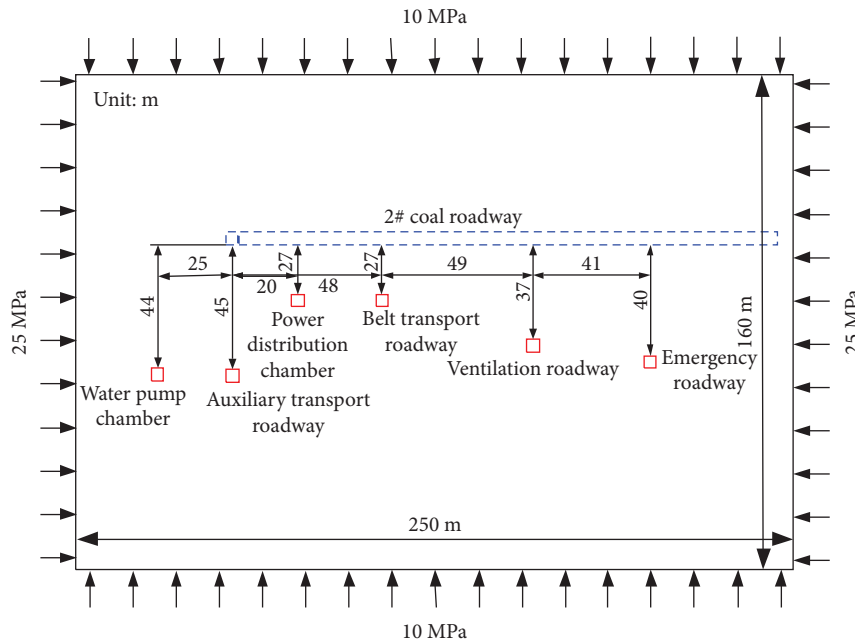 10 MPa
Unit: m
2# coal roadway
25
27
27
49
41
20
48
44
45
37
40
160 m
25 MPa
25 MPa
Power
distribution
chamber
Belt transport
roadway
Ventilation roadway
Emergency
roadway
Water pump
chamber
Auxiliary transport
roadway
250 m
10 MPa